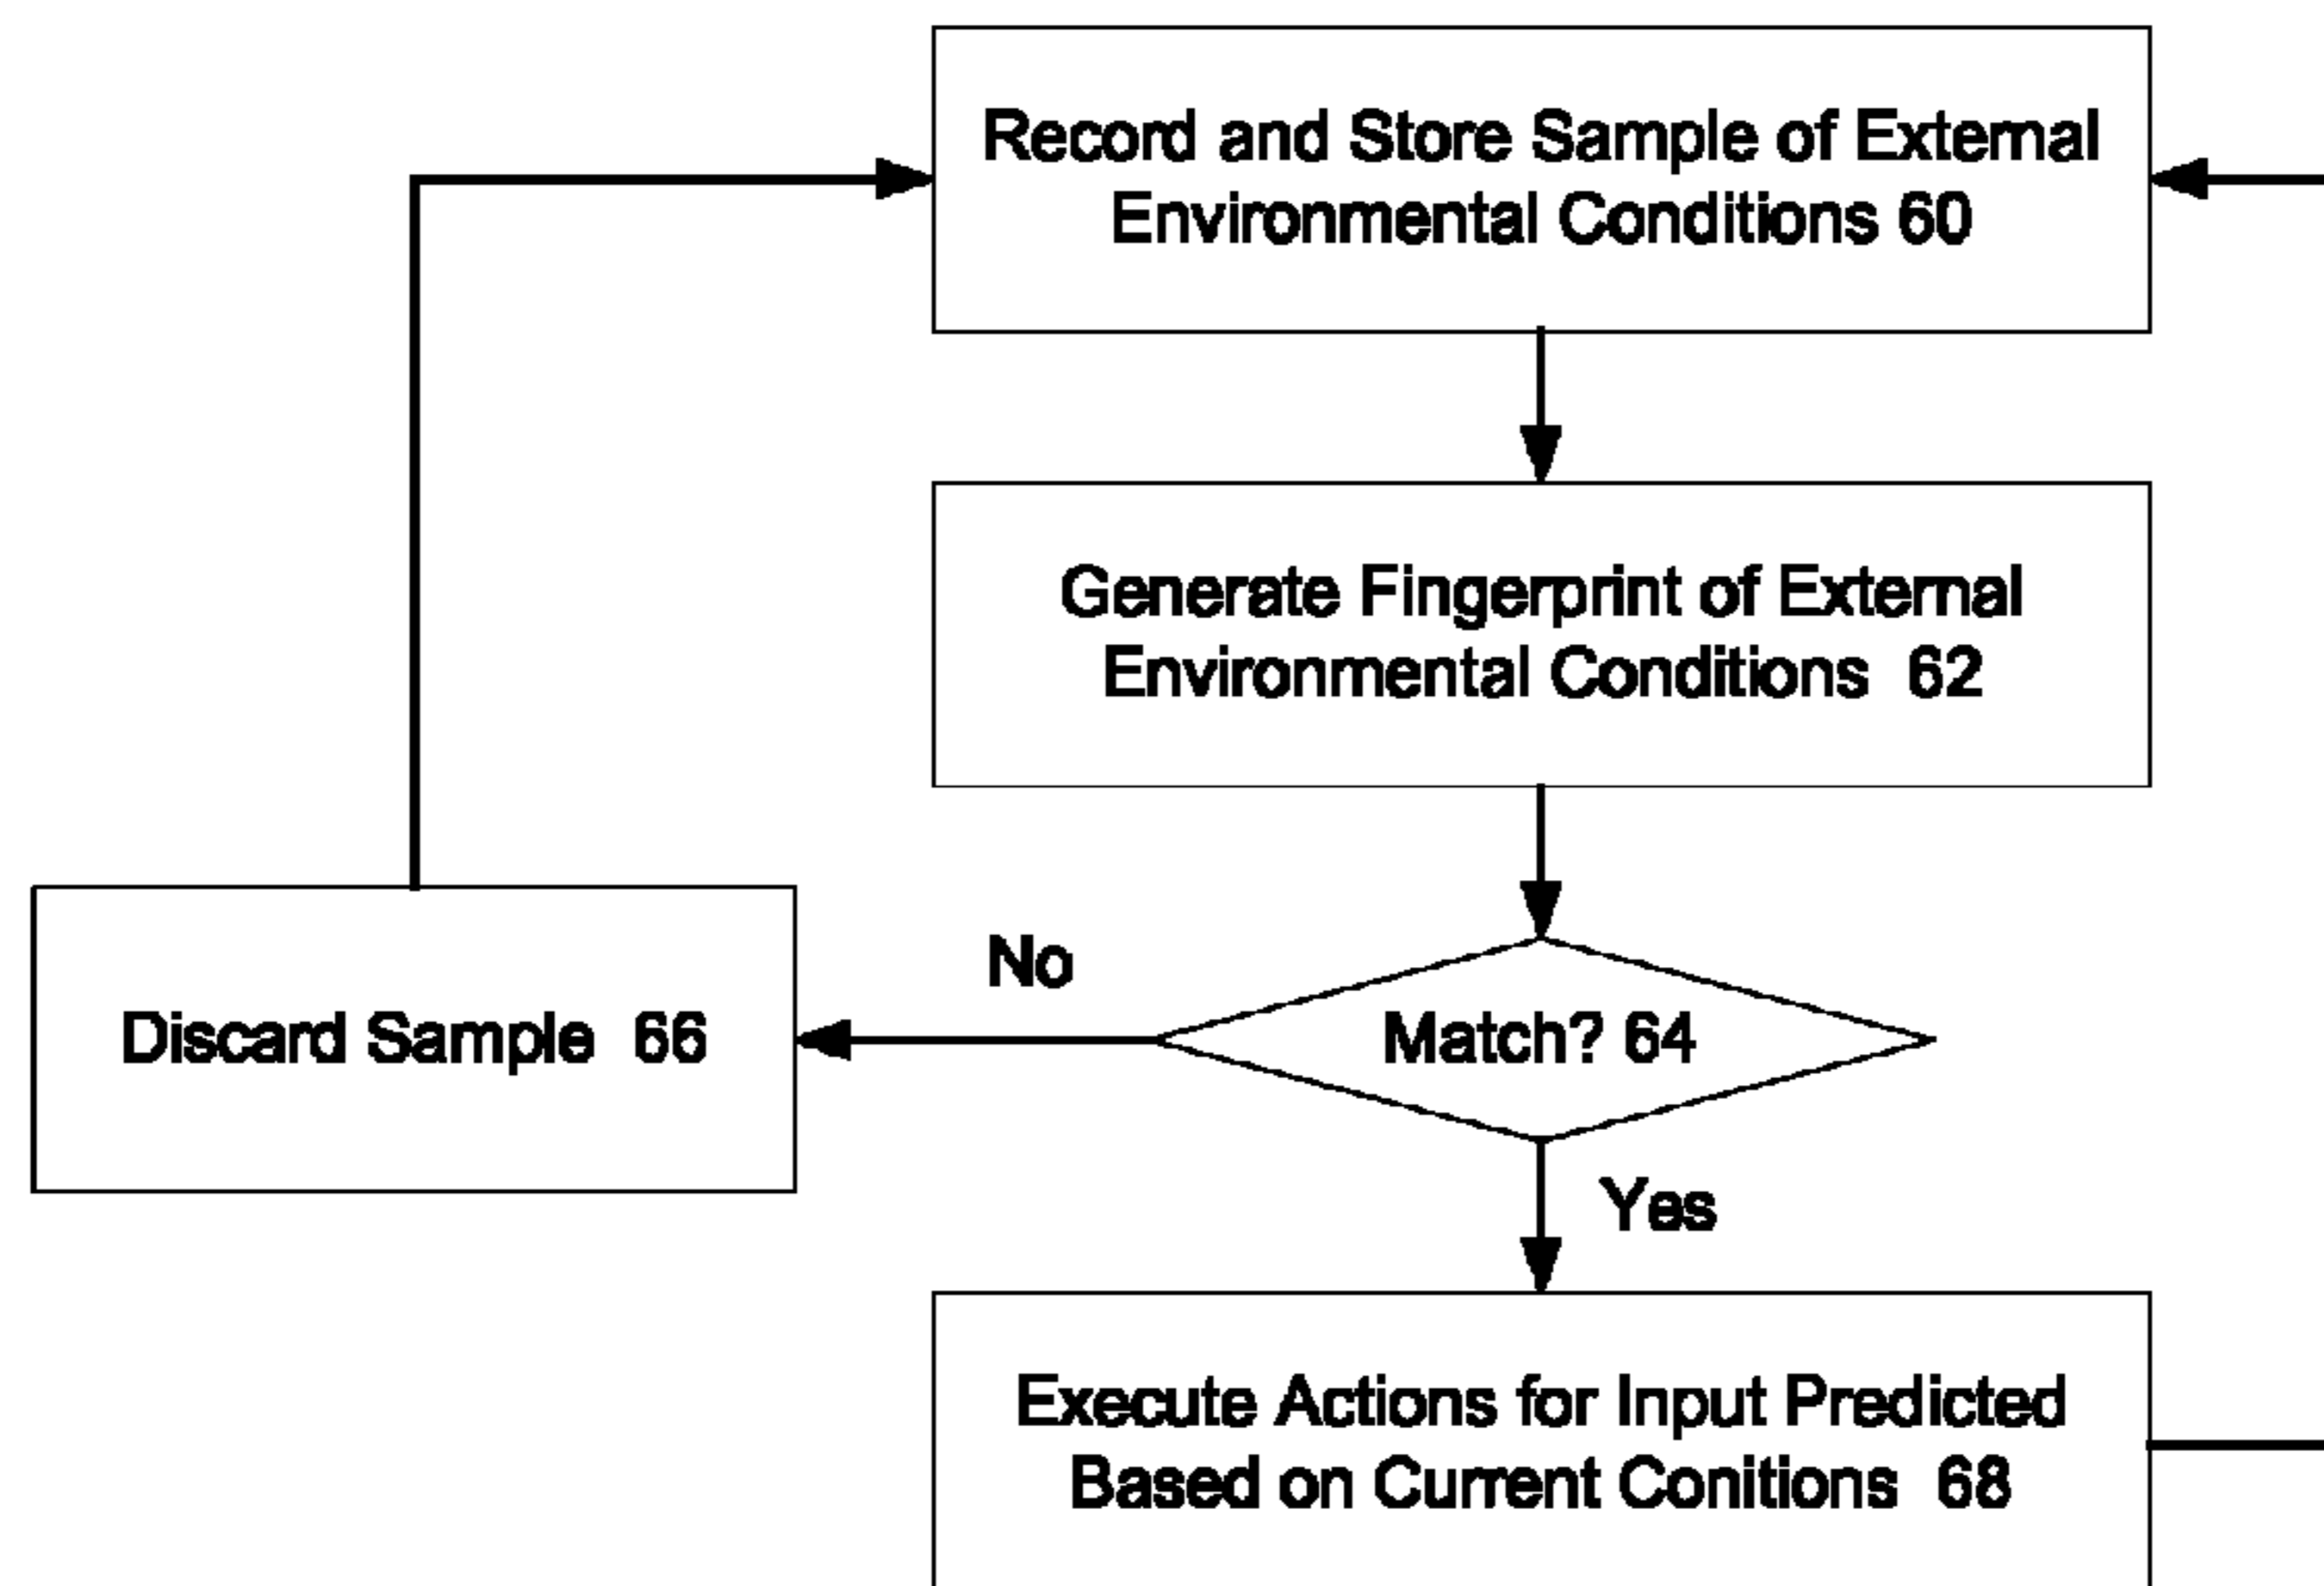 Record and Store Sample of External
Environmental Conditions 60
Generate Fingerprint of External
Environmental Conditions 62
No
Discard Sample 66
Match? 64
Yes
Execute Actions for Input Predicted
Based on Current Conitions 68